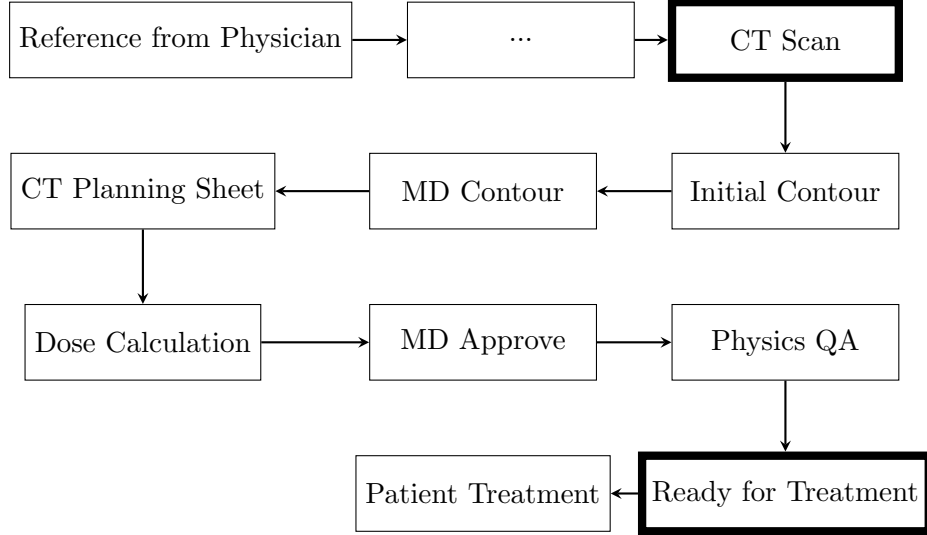 Reference from Physician
...
CT Scan
CT Planning Sheet
MD Contour
Initial Contour
Dose Calculation
MD Approve
Physics QA
Patient Treatment
Ready for Treatment